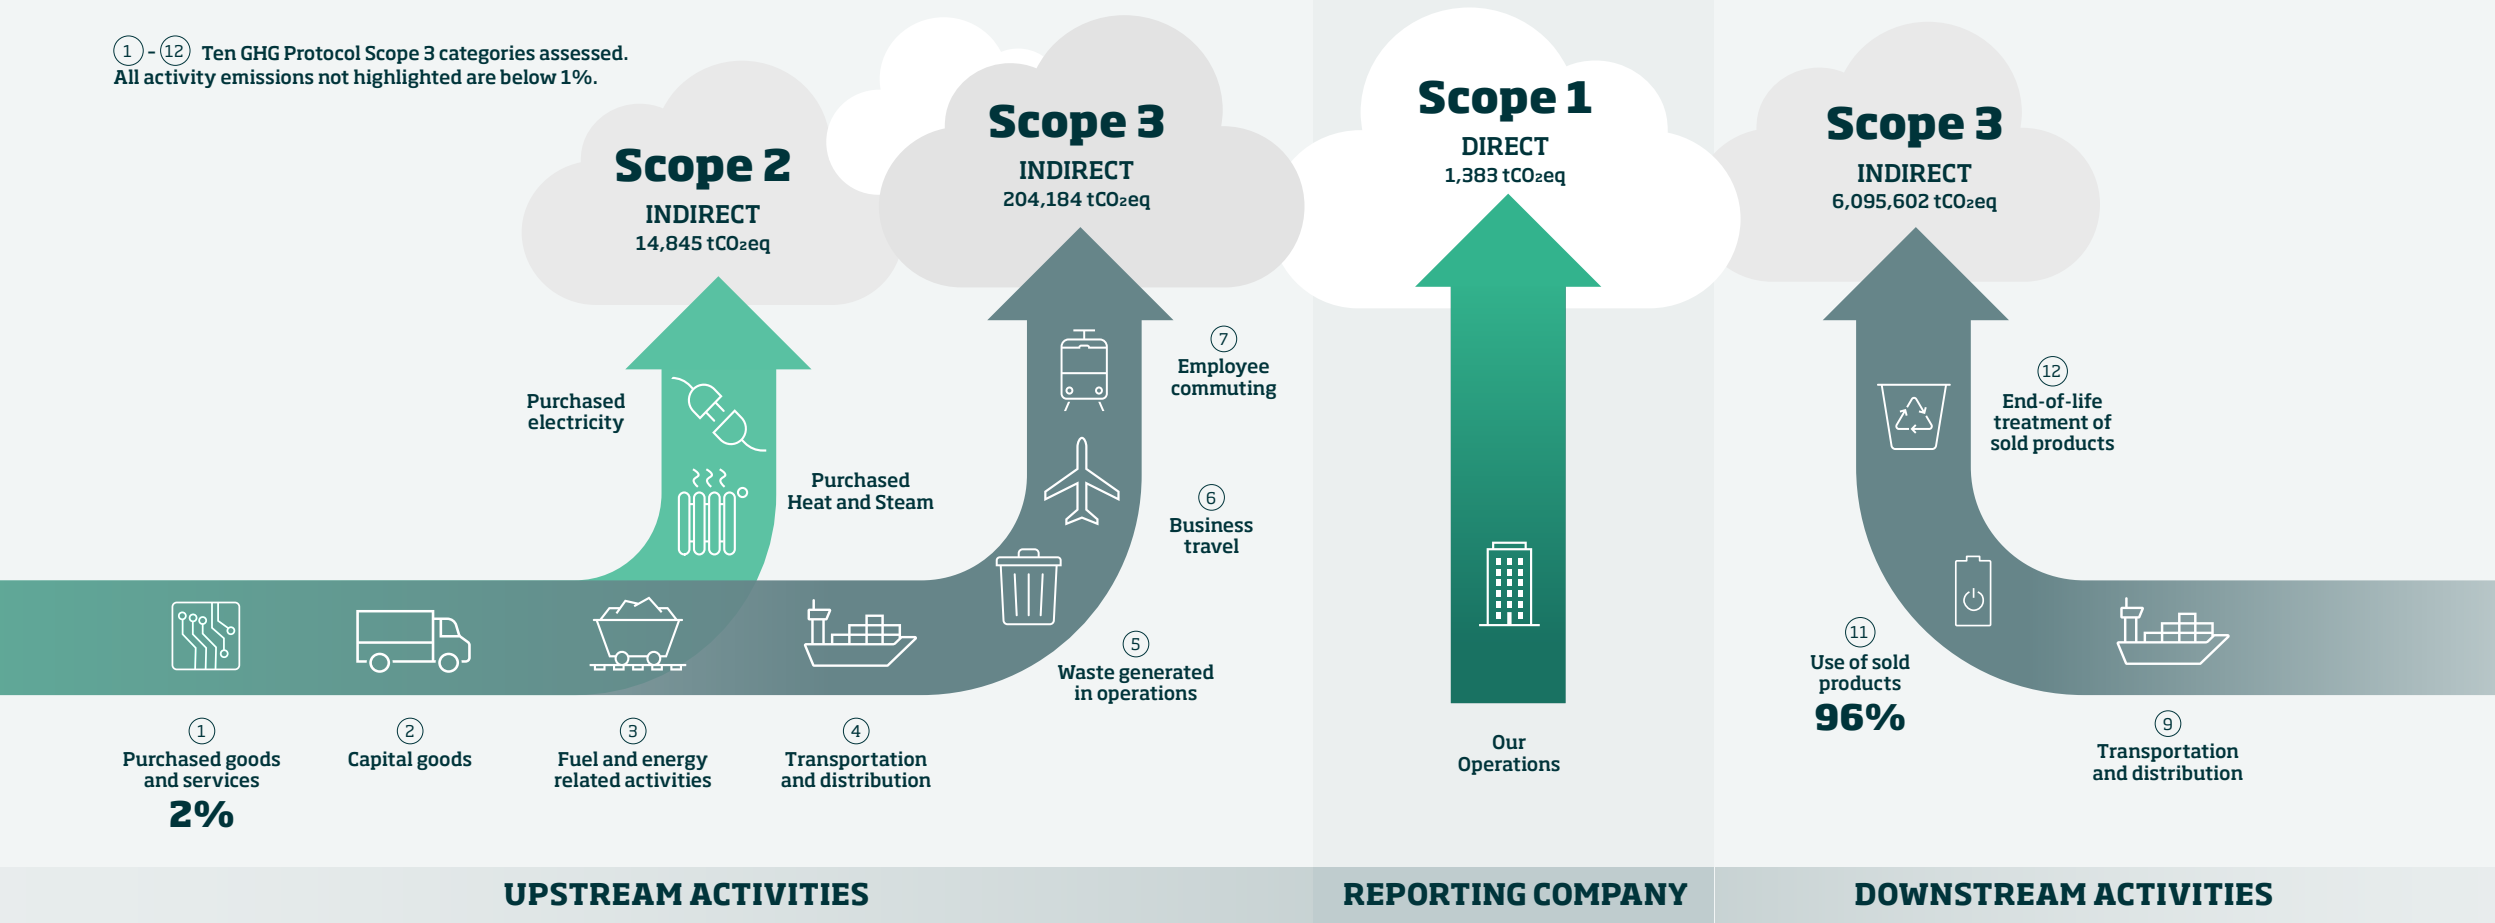 1 - 12 Ten GHG Protocol Scope 3 categories assessed.
All activity emissions not highlighted are below 1%.
Scope 2
INDIRECT
14,845 tCO₂eq
Purchased
electricity
Purchased
Heat and Steam
Scope 3
INDIRECT
204,184 tCO₂eq
7
Employee
commuting
6
Business
travel
5
Waste generated
in operations
1
Purchased goods
and services
2%
2
Capital goods
3
Fuel and energy
related activities
4
Transportation
and distribution
Scope 1
DIRECT
1,383 tCO₂eq
Our
Operations
Scope 3
INDIRECT
6,095,602 tCO₂eq
12
End-of-life
treatment of
sold products
11
Use of sold
products
96%
9
Transportation
and distribution
UPSTREAM ACTIVITIES
REPORTING COMPANY
DOWNSTREAM ACTIVITIES